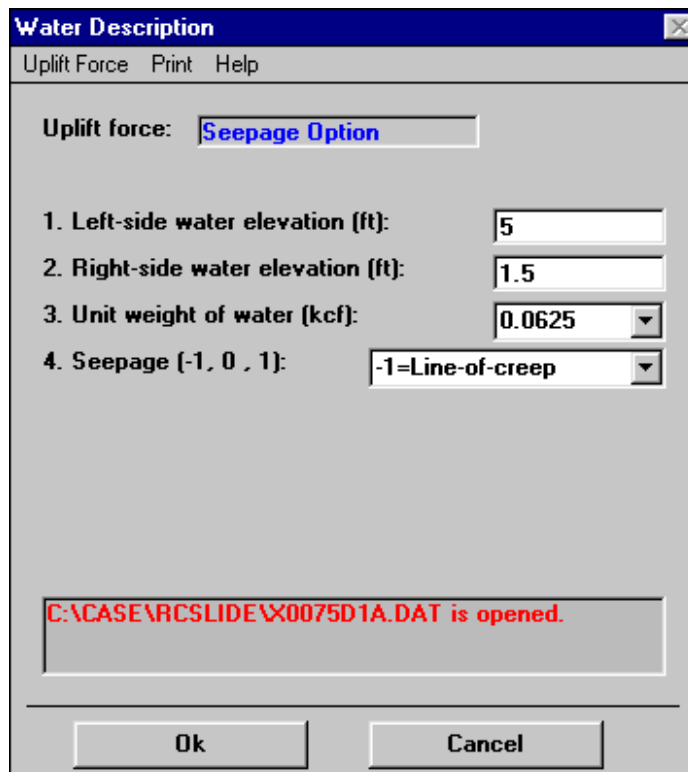 Water Description
Uplift Force Print Help
Uplift force: Seepage Option
1. Left-side water elevation (ft): 5
2. Right-side water elevation (ft): 1.5
3. Unit weight of water (kcf): 0.0625
4. Seepage (-1, 0 , 1): -1=Line-of-creep
C:\CASE\RCSLIDE\X0075D1A.DAT is opened.
Ok Cancel